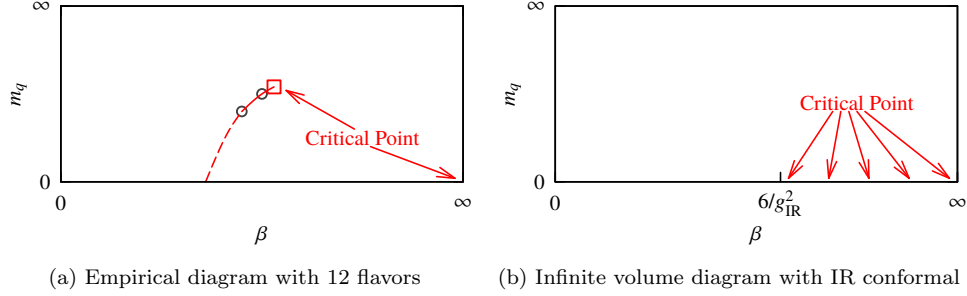 ∞
m_q
Critical Point
0
0
∞
β
(a) Empirical diagram with 12 flavors
∞
m_q
Critical Point
0
0
6/g²_IR
∞
β
(b) Infinite volume diagram with IR conformal